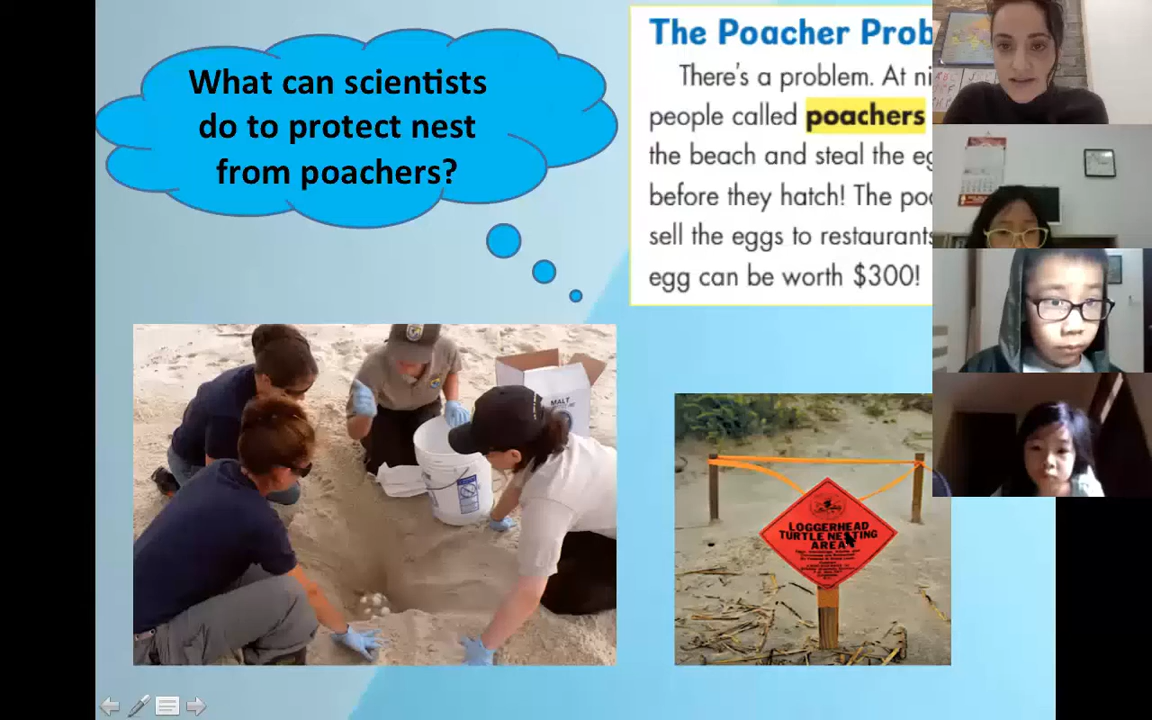 What can scientists
do to protect nest
from poachers?
The Poacher Prob
There's a problem. At ni
people called poachers
the beach and steal the eg
before they hatch! The poa
sell the eggs to restaurants
egg can be worth $300!
MALT
LOGGERHEAD
TURTLE NESTING
AREA